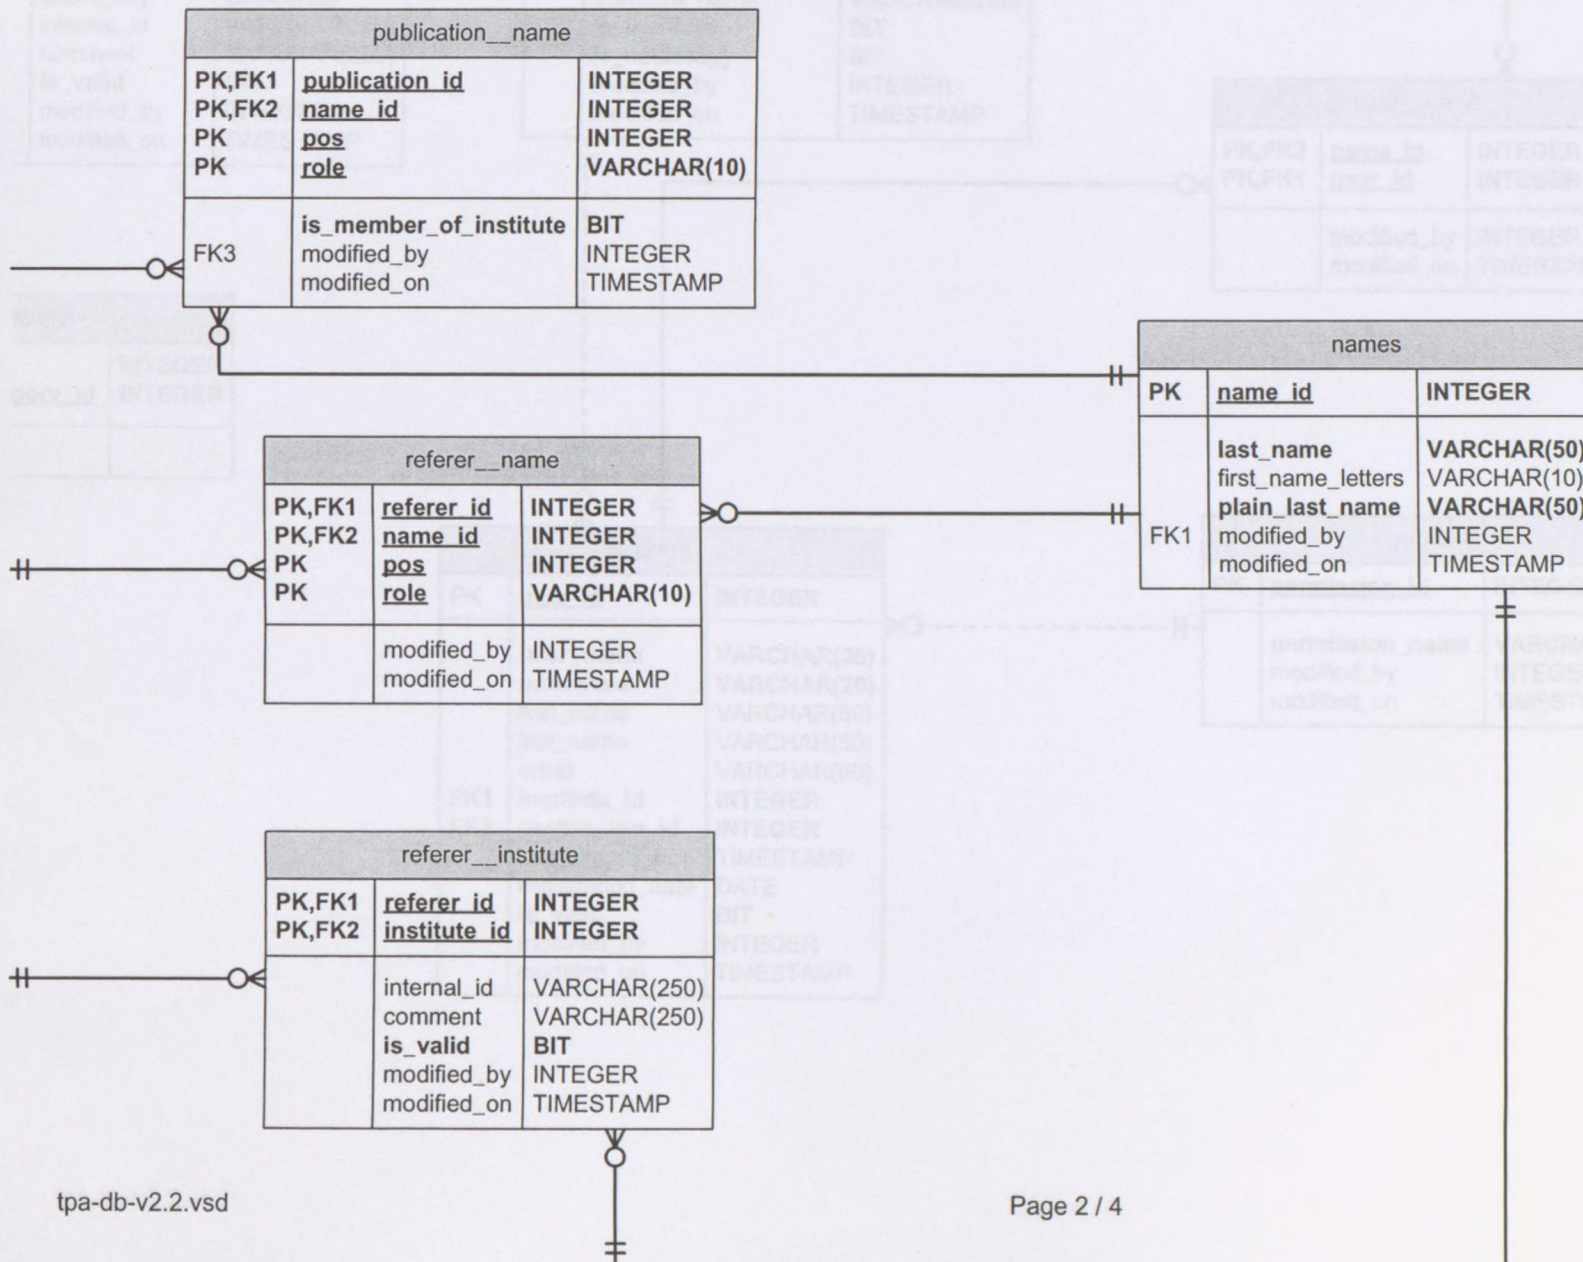 publication__name
PK,FK1 publication_id INTEGER
PK,FK2 name_id INTEGER
PK pos INTEGER
PK role VARCHAR(10)
is_member_of_institute BIT
FK3 modified_by INTEGER
modified_on TIMESTAMP
names
PK name_id INTEGER
last_name VARCHAR(50)
first_name_letters VARCHAR(10)
plain_last_name VARCHAR(50)
FK1 modified_by INTEGER
modified_on TIMESTAMP
referer__name
PK,FK1 referer_id INTEGER
PK,FK2 name_id INTEGER
PK pos INTEGER
PK role VARCHAR(10)
modified_by INTEGER
modified_on TIMESTAMP
referer__institute
PK,FK1 referer_id INTEGER
PK,FK2 institute_id INTEGER
internal_id VARCHAR(250)
comment VARCHAR(250)
is_valid BIT
modified_by INTEGER
modified_on TIMESTAMP
tpa-db-v2.2.vsd
Page 2 / 4